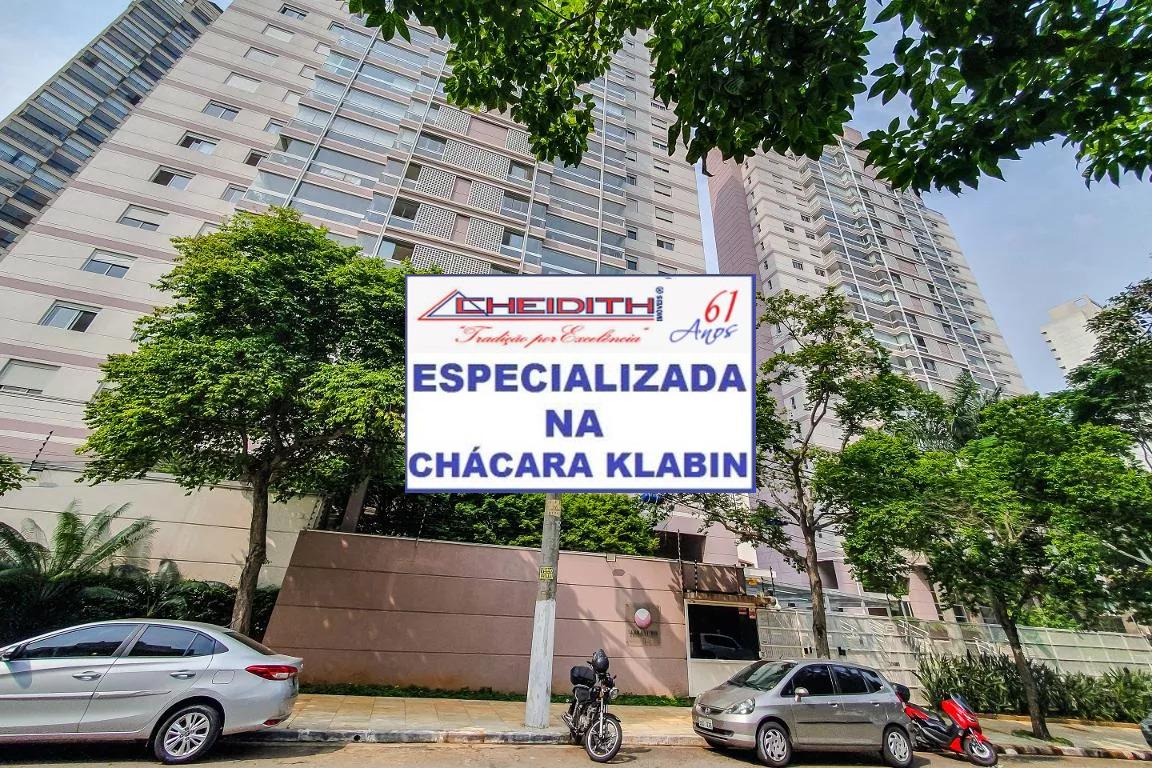 CHEIDITH IMÓVEIS ®
"Tradição por Excelência"
61
Anos
ESPECIALIZADA
NA
CHÁCARA KLABIN